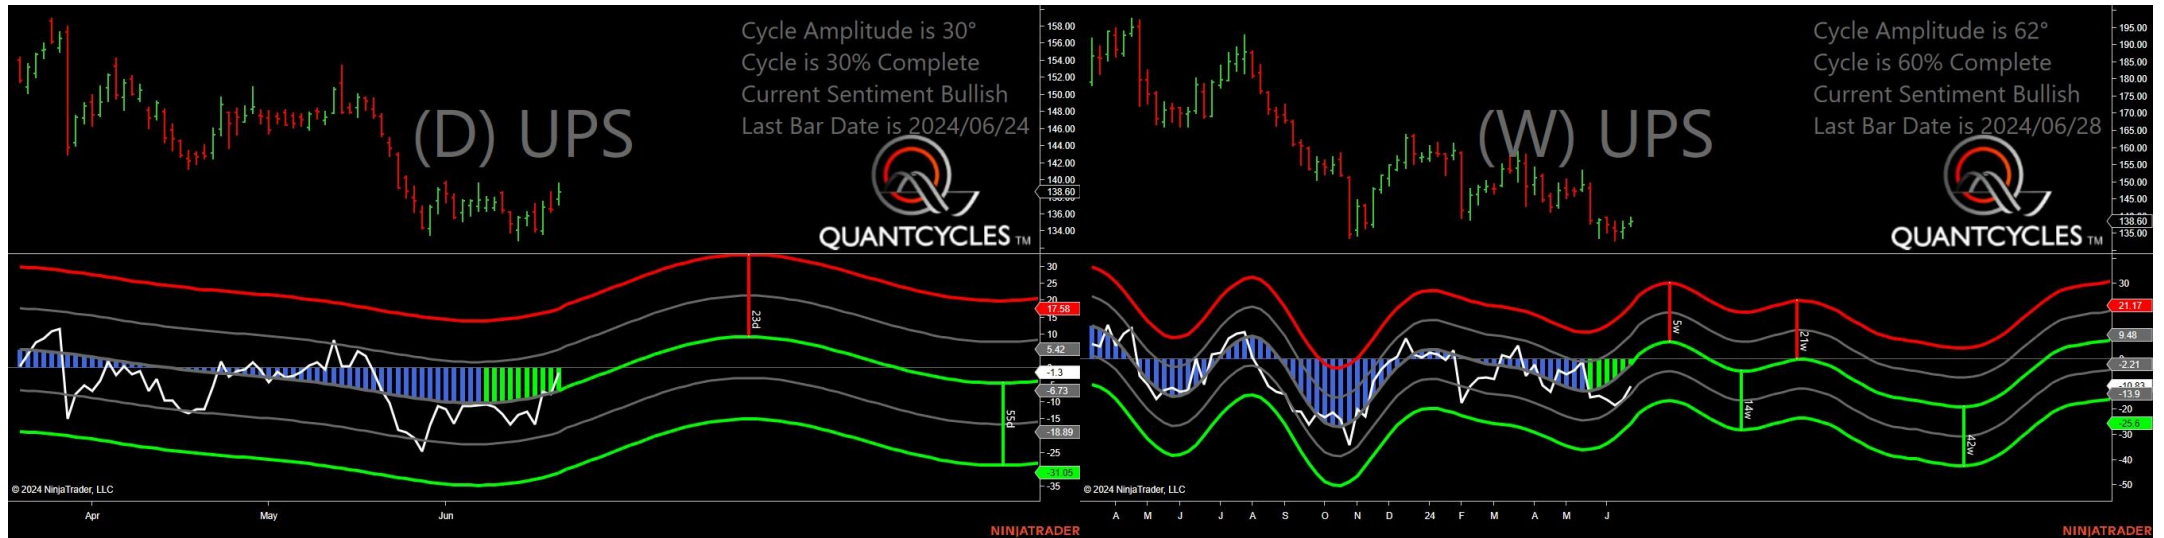 Cycle Amplitude is 30°
Cycle is 30% Complete
Current Sentiment Bullish
Last Bar Date is 2024/06/24
(D) UPS
QUANTCYCLES TM
158.00
156.00
154.00
152.00
150.00
148.00
146.00
144.00
142.00
140.00
138.60
136.00
134.00
30
25
20
17.58
15
10
5.42
-1.3
-6.73
-10
-15
-18.89
-25
-31.05
-35
23d
55d
© 2024 NinjaTrader, LLC
Apr
May
Jun
NINJATRADER
Cycle Amplitude is 62°
Cycle is 60% Complete
Current Sentiment Bullish
Last Bar Date is 2024/06/28
(W) UPS
QUANTCYCLES TM
195.00
190.00
185.00
180.00
175.00
170.00
165.00
160.00
155.00
150.00
145.00
138.60
135.00
30
21.17
9.48
-2.21
-10.83
-13.9
-20
-25.6
-30
-40
-50
5w
14w
21w
42w
© 2024 NinjaTrader, LLC
A M J J A S O N D 24 F M A M J
NINJATRADER